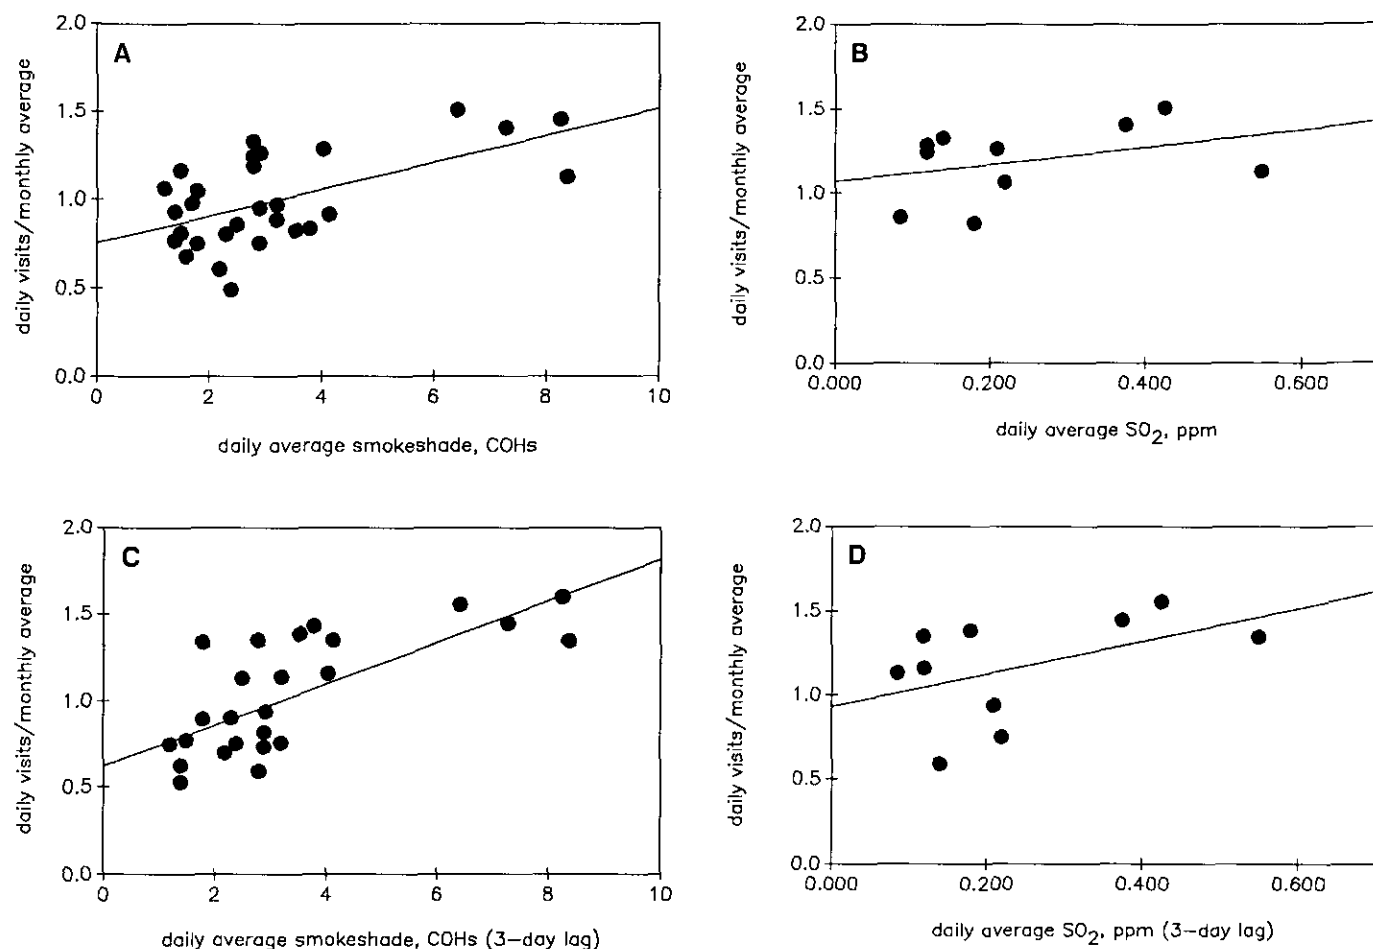 A
2.0
1.5
1.0
0.5
0.0
0 2 4 6 8 10
daily visits/monthly average
daily average smokeshade, COHs
B
2.0
1.5
1.0
0.5
0.0
0.000 0.200 0.400 0.600
daily visits/monthly average
daily average SO2, ppm
C
2.0
1.5
1.0
0.5
0.0
0 2 4 6 8 10
daily visits/monthly average
daily average smokeshade, COHs (3-day lag)
D
2.0
1.5
1.0
0.5
0.0
0.000 0.200 0.400 0.600
daily visits/monthly average
daily average SO2, ppm (3-day lag)